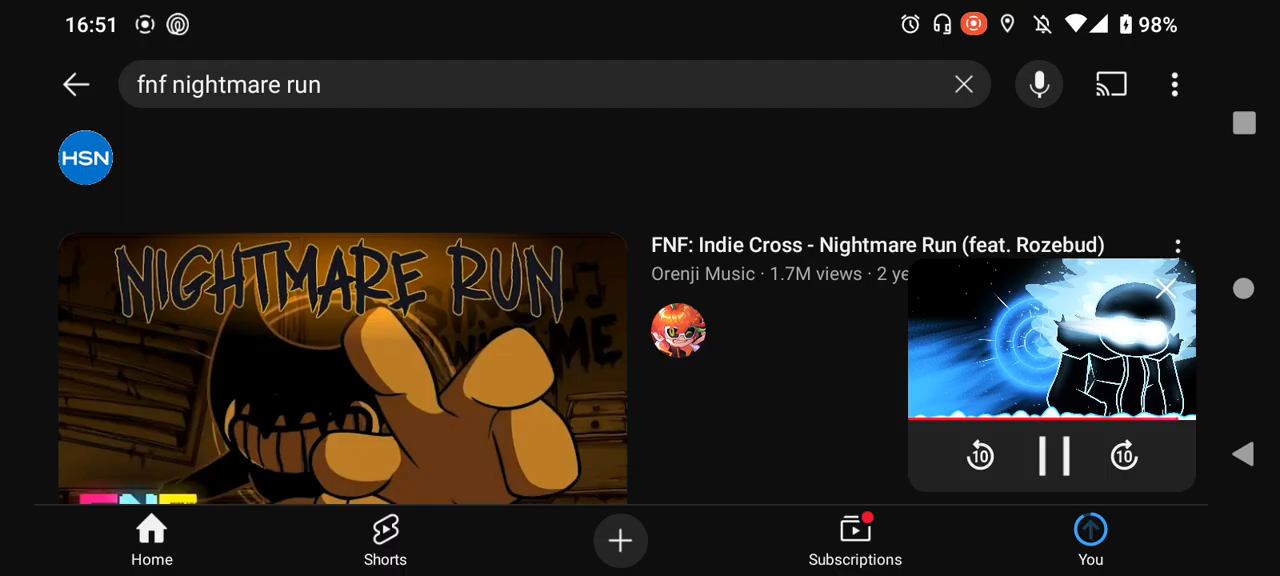 16:51
98%
fnf nightmare run
HSN
NIGHTMARE RUN
FNF: Indie Cross - Nightmare Run (feat. Rozebud)
Orenji Music · 1.7M views · 2 ye
10
10
Home
Shorts
Subscriptions
You